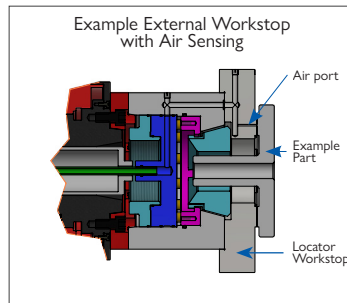 Example External Workstop
with Air Sensing
Air port
Example
Part
Locator
Workstop